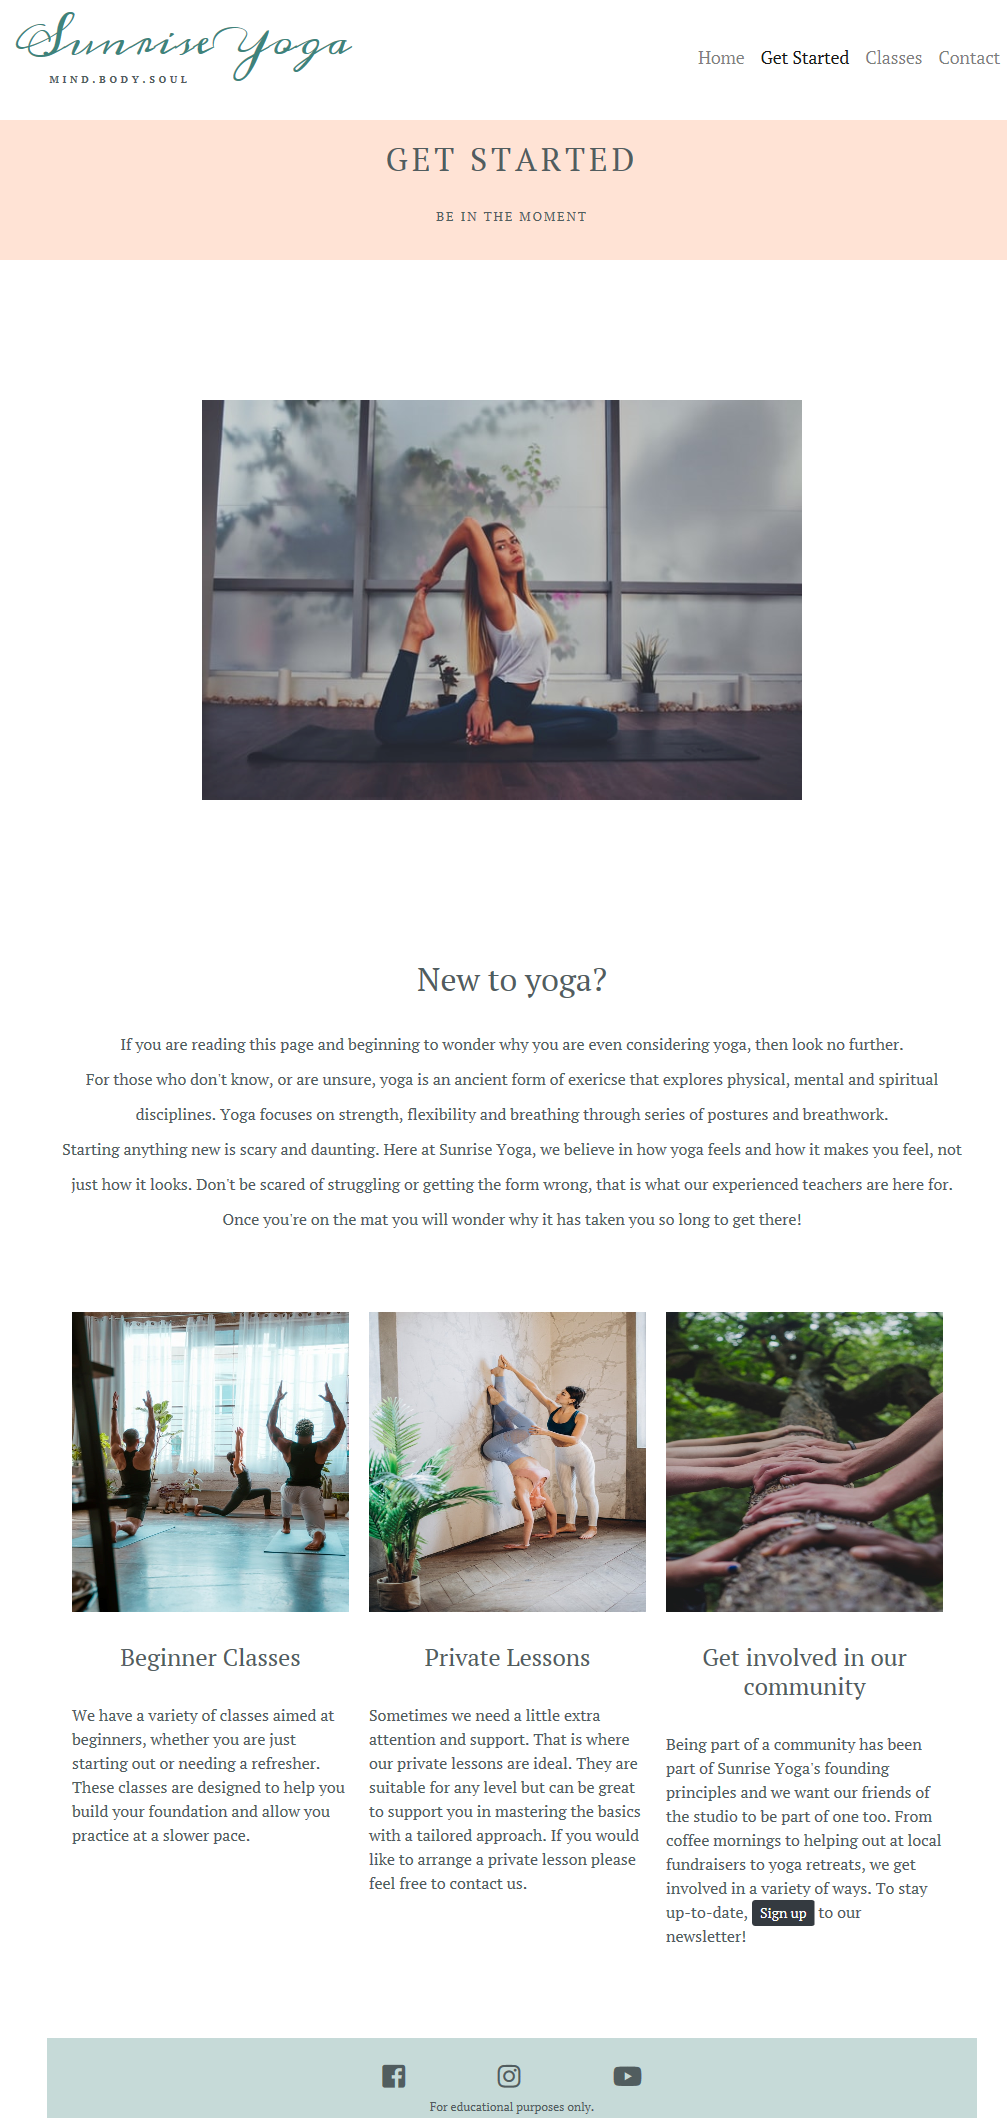 Sunrise Yoga
MIND.BODY.SOUL
Home Get Started Classes Contact
GET STARTED
BE IN THE MOMENT
New to yoga?
If you are reading this page and beginning to wonder why you are even considering yoga, then look no further.
For those who don't know, or are unsure, yoga is an ancient form of exericse that explores physical, mental and spiritual
disciplines. Yoga focuses on strength, flexibility and breathing through series of postures and breathwork.
Starting anything new is scary and daunting. Here at Sunrise Yoga, we believe in how yoga feels and how it makes you feel, not
just how it looks. Don't be scared of struggling or getting the form wrong, that is what our experienced teachers are here for.
Once you're on the mat you will wonder why it has taken you so long to get there!
Beginner Classes
We have a variety of classes aimed at
beginners, whether you are just
starting out or needing a refresher.
These classes are designed to help you
build your foundation and allow you
practice at a slower pace.
Private Lessons
Sometimes we need a little extra
attention and support. That is where
our private lessons are ideal. They are
suitable for any level but can be great
to support you in mastering the basics
with a tailored approach. If you would
like to arrange a private lesson please
feel free to contact us.
Get involved in our
community
Being part of a community has been
part of Sunrise Yoga's founding
principles and we want our friends of
the studio to be part of one too. From
coffee mornings to helping out at local
fundraisers to yoga retreats, we get
involved in a variety of ways. To stay
up-to-date, Sign up to our
newsletter!
For educational purposes only.